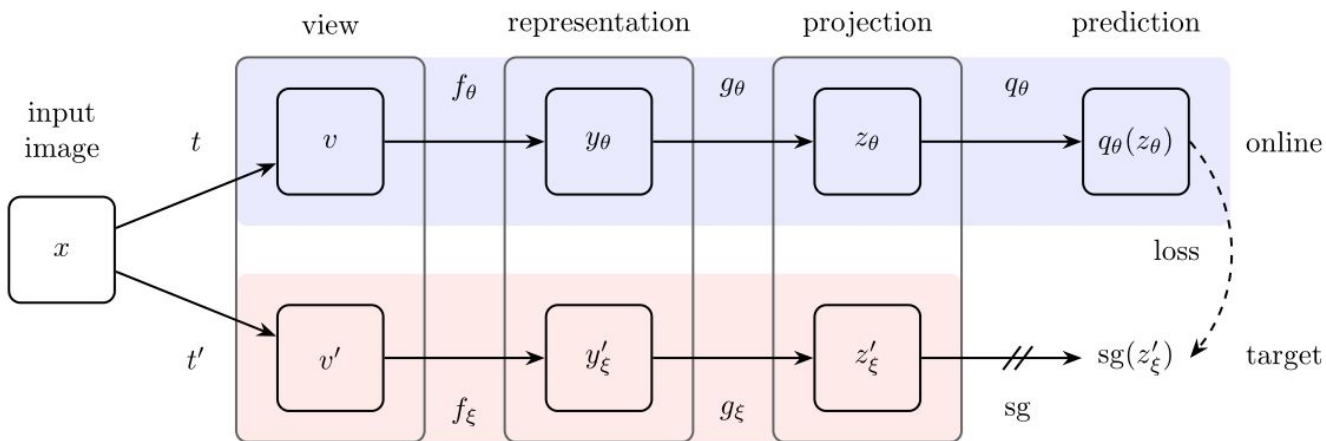 view representation projection prediction
input
image
t f_θ g_θ q_θ
v y_θ z_θ q_θ(z_θ) online
x
loss
v′ y′_ξ z′_ξ sg(z′_ξ) target
t′ f_ξ g_ξ sg